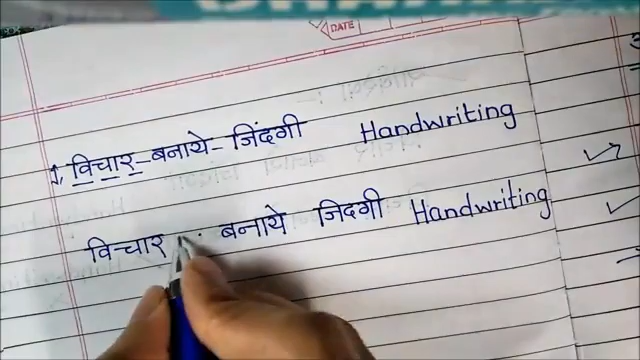 DATE
1, विचार-बनाये-जिंदगी Handwriting
विचार .. बनाये जिदगी Handwriting